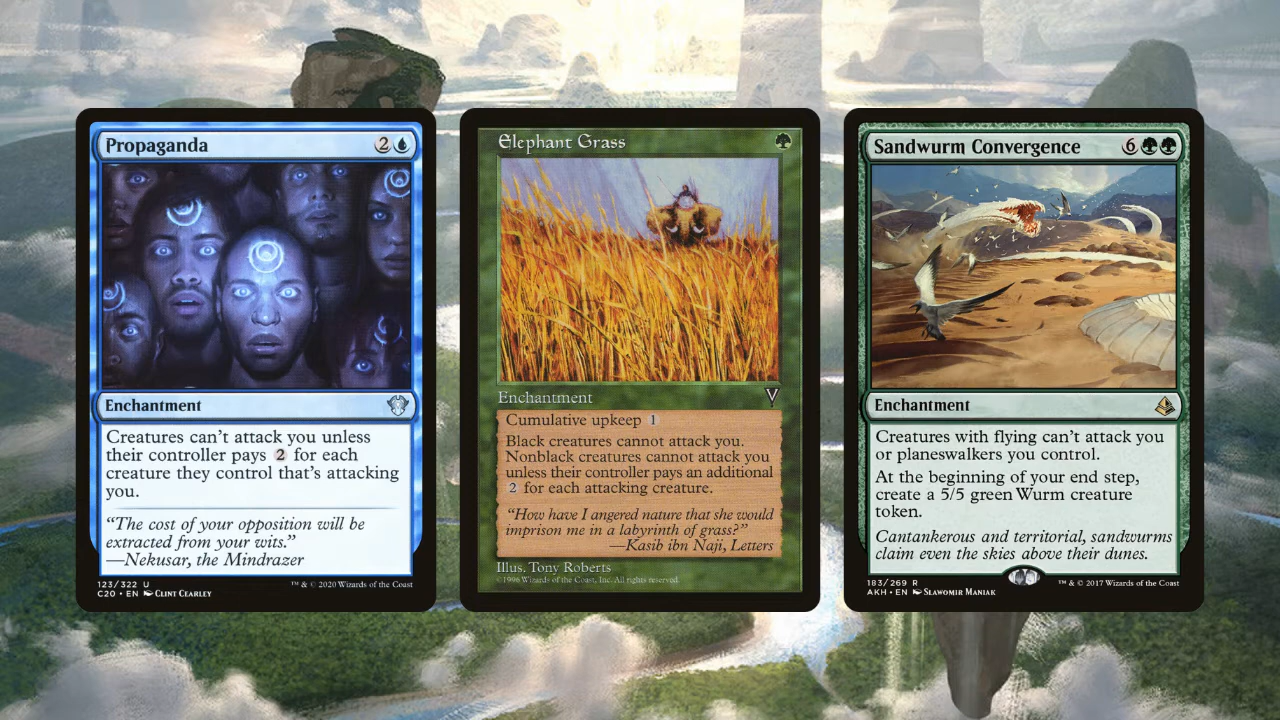 Propaganda 2
Enchantment
Creatures can't attack you unless
their controller pays 2 for each
creature they control that's attacking
you.
"The cost of your opposition will be
extracted from your wits."
—Nekusar, the Mindrazer
123/322 U
C20 • EN Clint Cearley
™ & © 2020 Wizards of the Coast
Elephant Grass
Enchantment
Cumulative upkeep 1
Black creatures cannot attack you.
Nonblack creatures cannot attack you
unless their controller pays an additional
2 for each attacking creature.
"How have I angered nature that she would
imprison me in a labyrinth of grass?"
—Kasib ibn Naji, Letters
Illus. Tony Roberts
©1996 Wizards of the Coast, Inc. All rights reserved.
Sandwurm Convergence 6
Enchantment
Creatures with flying can't attack you
or planeswalkers you control.
At the beginning of your end step,
create a 5/5 green Wurm creature
token.
Cantankerous and territorial, sandwurms
claim even the skies above their dunes.
183/269 R
AKH • EN Sławomir Maniak
™ & © 2017 Wizards of the Coast